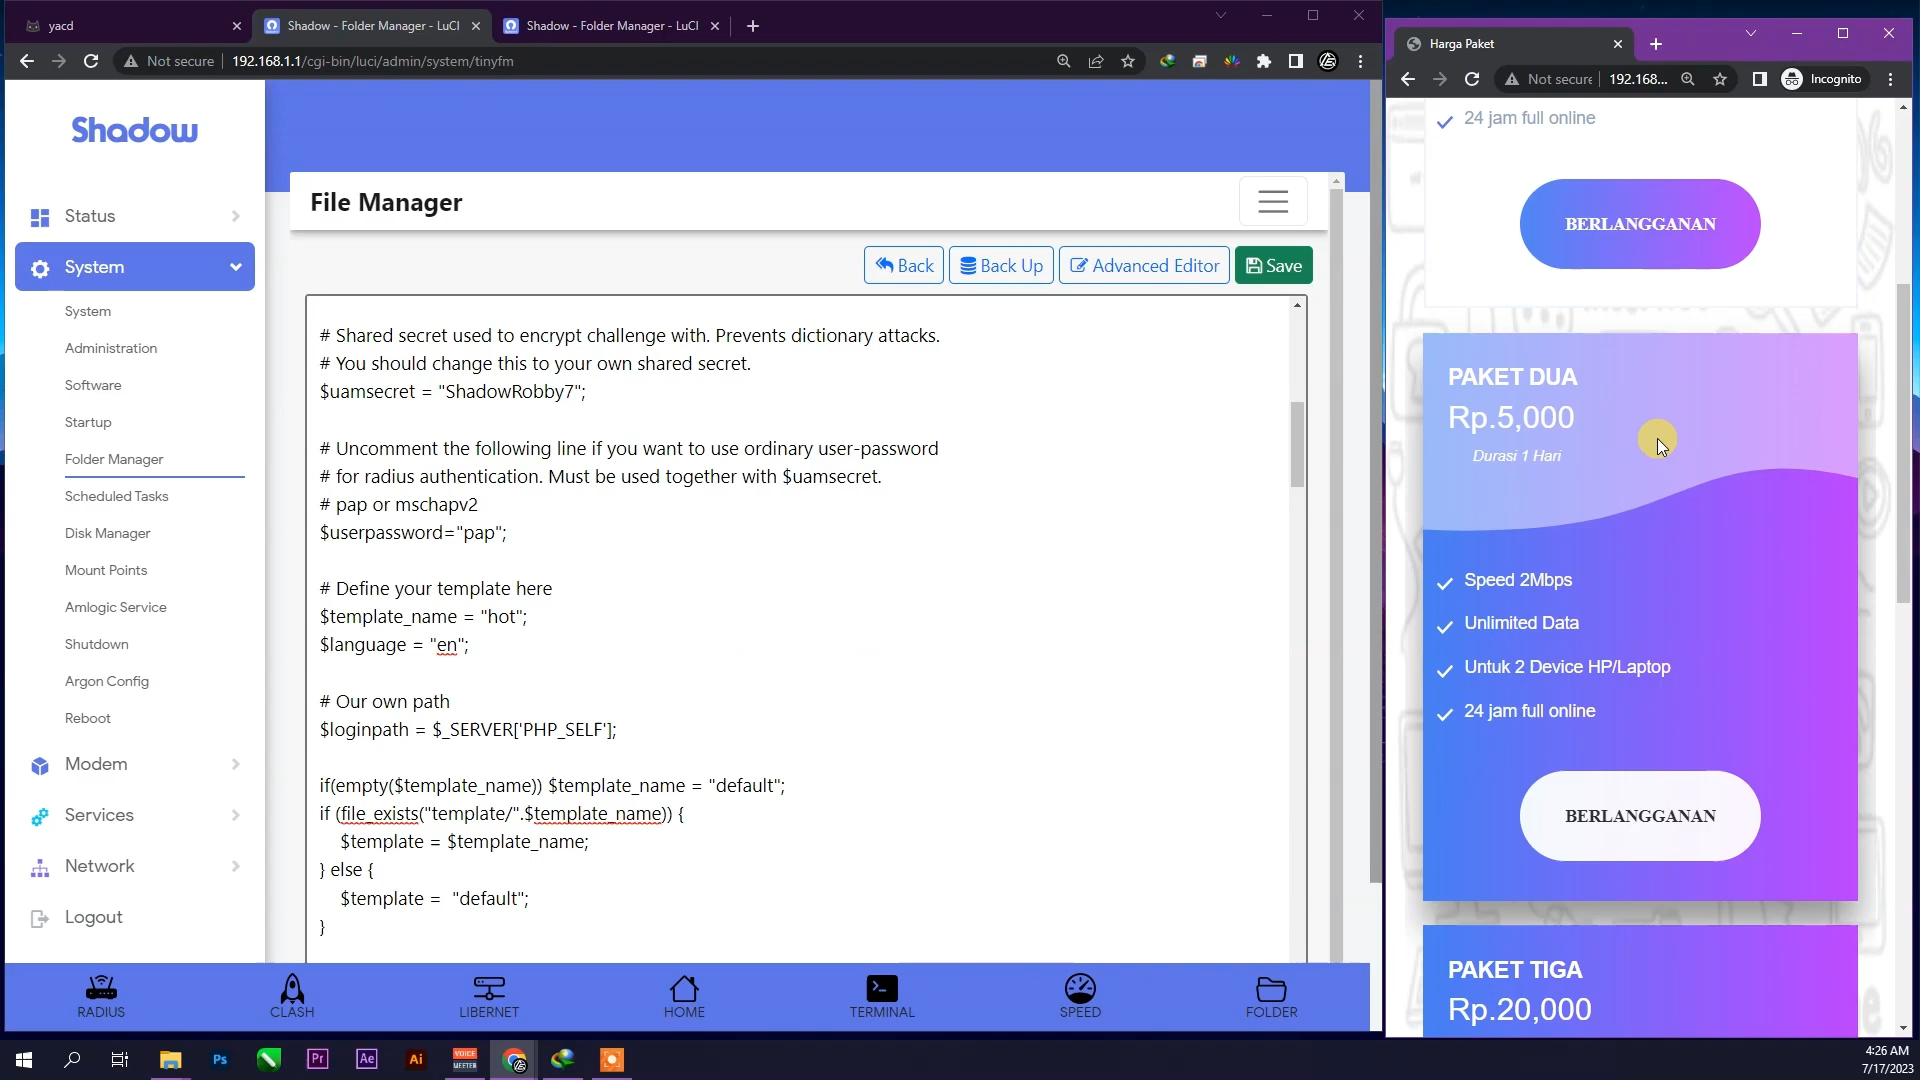 yacd
Shadow - Folder Manager - LuCI
Shadow - Folder Manager - LuCI
Not secure
192.168.1.1/cgi-bin/luci/admin/system/tinyfm
Shadow
Status
System
System
Administration
Software
Startup
Folder Manager
Scheduled Tasks
Disk Manager
Mount Points
Amlogic Service
Shutdown
Argon Config
Reboot
Modem
Services
Network
Logout
File Manager
Back
Back Up
Advanced Editor
Save
# Shared secret used to encrypt challenge with. Prevents dictionary attacks.
# You should change this to your own shared secret.
$uamsecret = "ShadowRobby7";
# Uncomment the following line if you want to use ordinary user-password
# for radius authentication. Must be used together with $uamsecret.
# pap or mschapv2
$userpassword="pap";
# Define your template here
$template_name = "hot";
$language = "en";
# Our own path
$loginpath = $_SERVER['PHP_SELF'];
if(empty($template_name)) $template_name = "default";
if (file_exists("template/".$template_name)) {
$template = $template_name;
} else {
$template =  "default";
}
RADIUS
CLASH
LIBERNET
HOME
TERMINAL
SPEED
FOLDER
Harga Paket
Not secure
192.168...
Incognito
24 jam full online
BERLANGGANAN
PAKET DUA
Rp.5,000
Durasi 1 Hari
Speed 2Mbps
Unlimited Data
Untuk 2 Device HP/Laptop
24 jam full online
BERLANGGANAN
PAKET TIGA
Rp.20,000
Ps
Pr
Ae
Ai
VOICE
MEETER
4:26 AM
7/17/2023